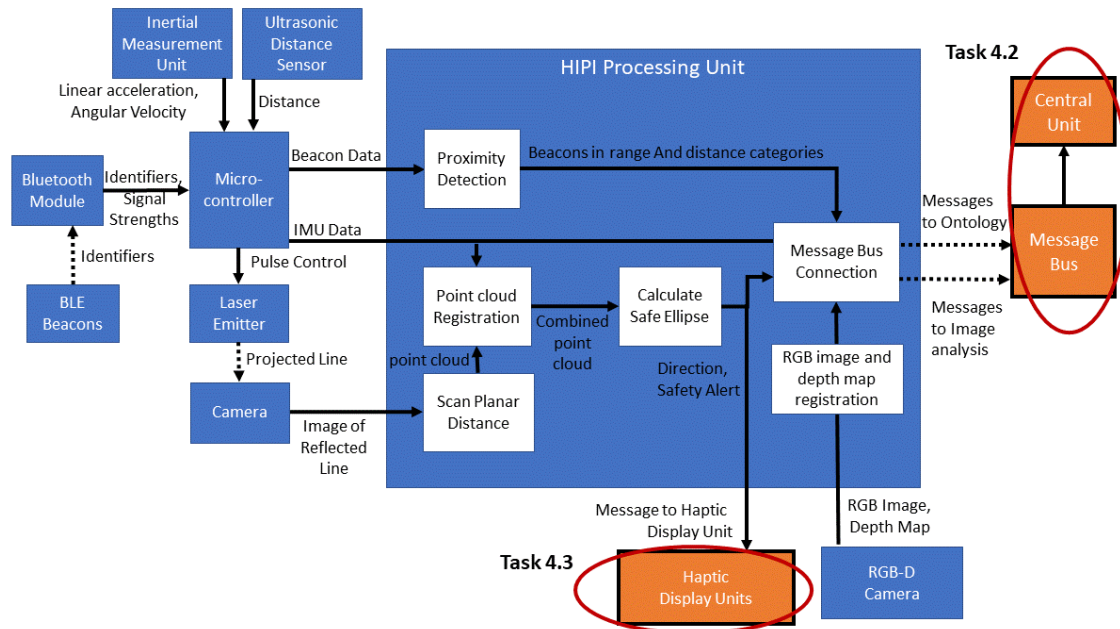 Inertial
Measurement
Unit
Ultrasonic
Distance
Sensor
HIPI Processing Unit
Task 4.2
Central
Unit
Linear acceleration,
Angular Velocity
Distance
Beacon Data
Proximity
Detection
Beacons in range And distance categories
Bluetooth
Module
Identifiers,
Signal
Strengths
Micro-
controller
Messages
to Ontology
Message
Bus
IMU Data
Message Bus
Connection
Identifiers
Pulse Control
BLE
Beacons
Laser
Emitter
Point cloud
Registration
Combined
point
cloud
Calculate
Safe Ellipse
Messages
to Image
analysis
Projected Line
point cloud
Direction,
Safety Alert
RGB image and
depth map
registration
Camera
Image of
Reflected
Line
Scan Planar
Distance
Message to Haptic
Display Unit
RGB Image,
Depth Map
Task 4.3
Haptic
Display Units
RGB-D
Camera